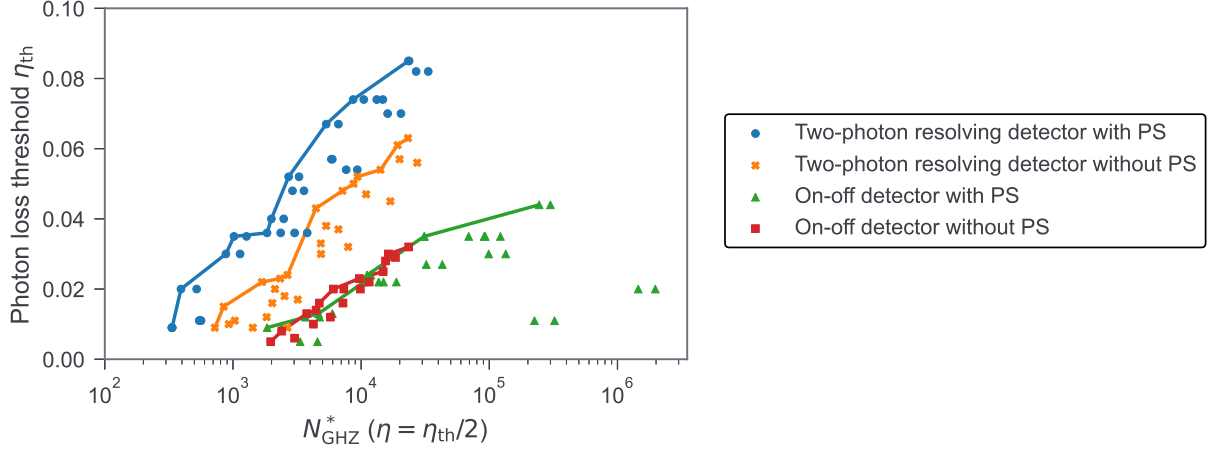 0.10
0.08
0.06
0.04
0.02
0.00
Photon loss threshold η_th
10^2 10^3 10^4 10^5 10^6
N*_GHZ (η = η_th/2)
Two-photon resolving detector with PS
Two-photon resolving detector without PS
On-off detector with PS
On-off detector without PS